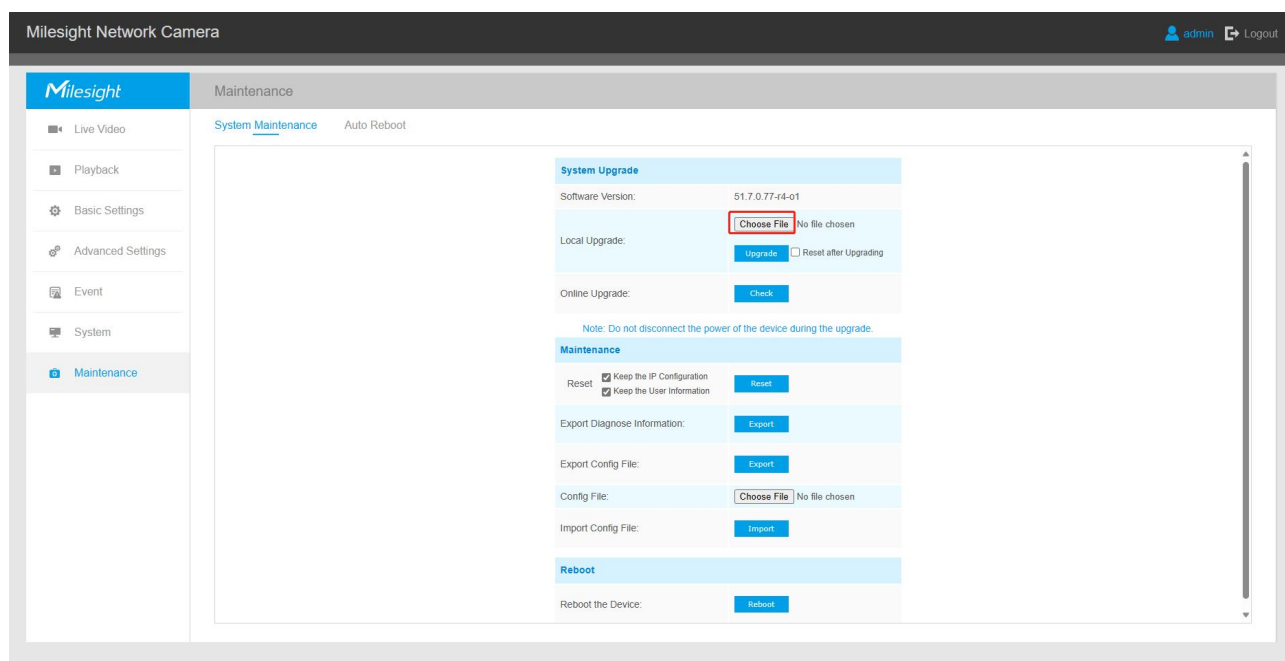 Milesight Network Camera
admin Logout
Milesight
Maintenance
Live Video
Playback
Basic Settings
Advanced Settings
Event
System
Maintenance
System Maintenance Auto Reboot
System Upgrade
Software Version: 51.7.0.77-r4-o1
Local Upgrade:
Choose File No file chosen
Upgrade Reset after Upgrading
Online Upgrade: Check
Note: Do not disconnect the power of the device during the upgrade.
Maintenance
Reset
Keep the IP Configuration
Keep the User Information
Reset
Export Diagnose Information: Export
Export Config File: Export
Config File: Choose File No file chosen
Import Config File: Import
Reboot
Reboot the Device: Reboot